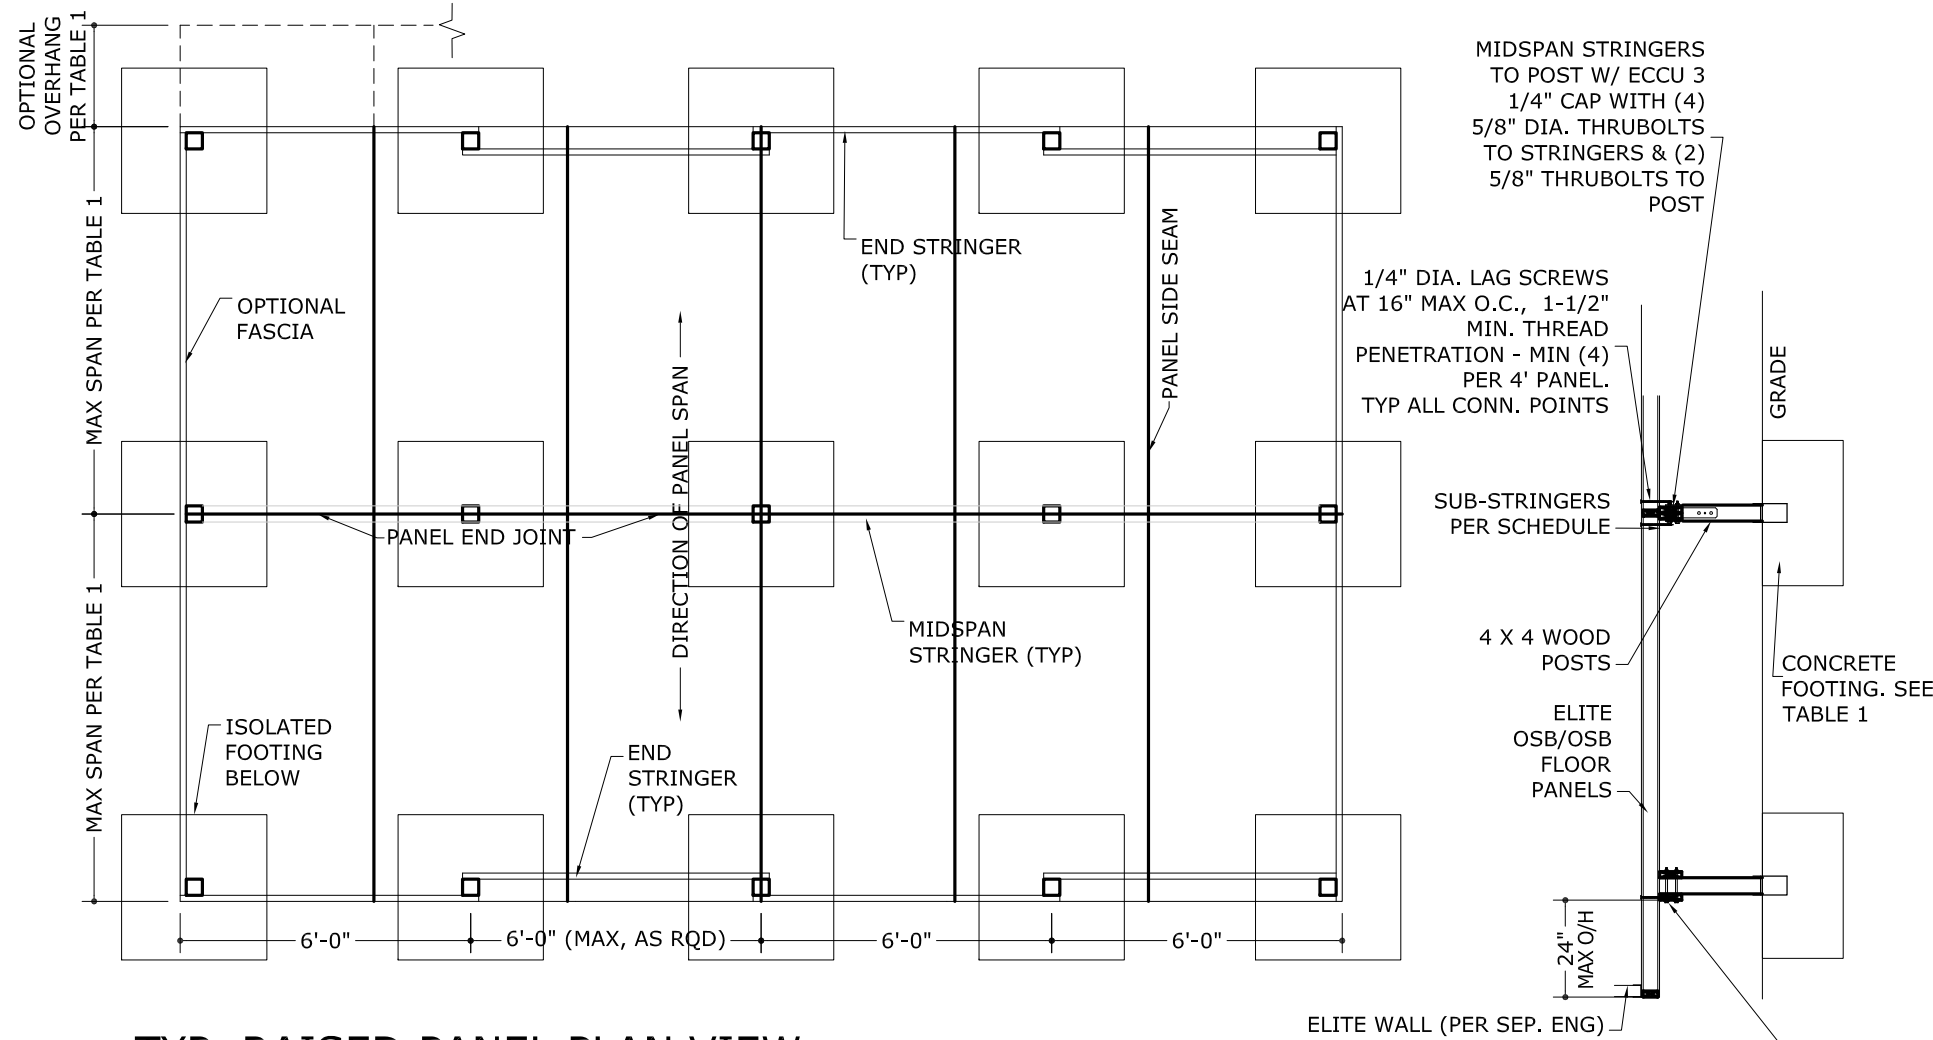 OPTIONAL
OVERHANG
PER TABLE 1
MAX SPAN PER TABLE 1
MAX SPAN PER TABLE 1
OPTIONAL
FASCIA
END STRINGER
(TYP)
PANEL SIDE SEAM
DIRECTION OF PANEL SPAN
PANEL END JOINT
MIDSPAN
STRINGER (TYP)
ISOLATED
FOOTING
BELOW
END
STRINGER
(TYP)
6'-0"
6'-0" (MAX, AS RQD)
6'-0"
6'-0"
TYP. RAISED PANEL PLAN VIEW
MIDSPAN STRINGERS
TO POST W/ ECCU 3
1/4" CAP WITH (4)
5/8" DIA. THRUBOLTS
TO STRINGERS & (2)
5/8" THRUBOLTS TO
POST
1/4" DIA. LAG SCREWS
AT 16" MAX O.C., 1-1/2"
MIN. THREAD
PENETRATION - MIN (4)
PER 4' PANEL.
TYP ALL CONN. POINTS
GRADE
SUB-STRINGERS
PER SCHEDULE
4 X 4 WOOD
POSTS
CONCRETE
FOOTING. SEE
TABLE 1
ELITE
OSB/OSB
FLOOR
PANELS
24"
MAX O/H
ELITE WALL (PER SEP. ENG)